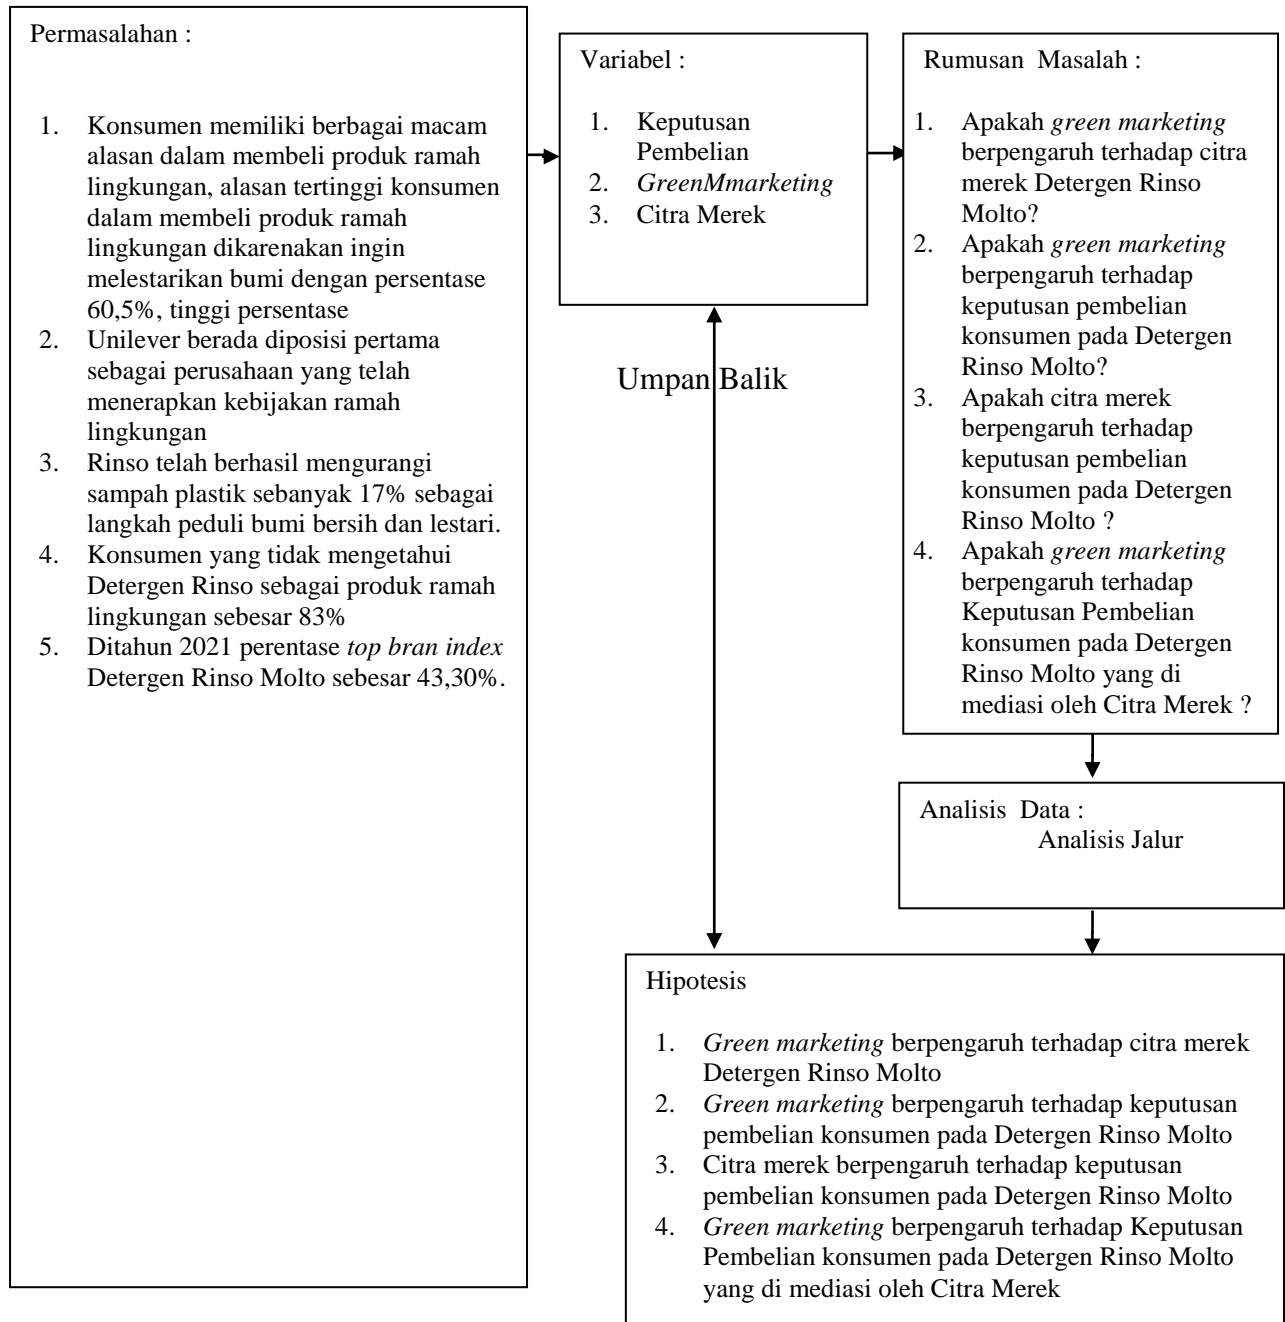 Permasalahan :
1. Konsumen memiliki berbagai macam
alasan dalam membeli produk ramah
lingkungan, alasan tertinggi konsumen
dalam membeli produk ramah
lingkungan dikarenakan ingin
melestarikan bumi dengan persentase
60,5%, tinggi persentase
2. Unilever berada diposisi pertama
sebagai perusahaan yang telah
menerapkan kebijakan ramah
lingkungan
3. Rinso telah berhasil mengurangi
sampah plastik sebanyak 17% sebagai
langkah peduli bumi bersih dan lestari.
4. Konsumen yang tidak mengetahui
Detergen Rinso sebagai produk ramah
lingkungan sebesar 83%
5. Ditahun 2021 perentase top bran index
Detergen Rinso Molto sebesar 43,30%.
Variabel :
1. Keputusan
Pembelian
2. GreenMmarketing
3. Citra Merek
Rumusan Masalah :
1. Apakah green marketing
berpengaruh terhadap citra
merek Detergen Rinso
Molto?
2. Apakah green marketing
berpengaruh terhadap
keputusan pembelian
konsumen pada Detergen
Rinso Molto?
3. Apakah citra merek
berpengaruh terhadap
keputusan pembelian
konsumen pada Detergen
Rinso Molto ?
4. Apakah green marketing
berpengaruh terhadap
Keputusan Pembelian
konsumen pada Detergen
Rinso Molto yang di
mediasi oleh Citra Merek ?
Umpan Balik
Analisis Data :
Analisis Jalur
Hipotesis
1. Green marketing berpengaruh terhadap citra merek
Detergen Rinso Molto
2. Green marketing berpengaruh terhadap keputusan
pembelian konsumen pada Detergen Rinso Molto
3. Citra merek berpengaruh terhadap keputusan
pembelian konsumen pada Detergen Rinso Molto
4. Green marketing berpengaruh terhadap Keputusan
Pembelian konsumen pada Detergen Rinso Molto
yang di mediasi oleh Citra Merek